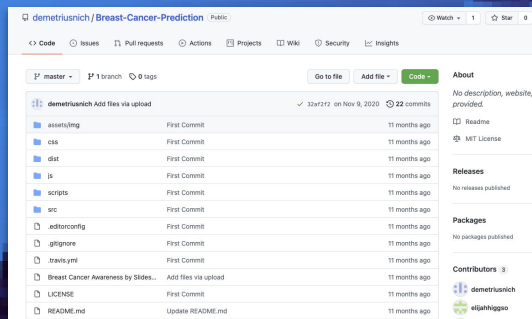 demetriusnich / Breast-Cancer-Prediction Public
Watch 1 Star 0
Code Issues Pull requests Actions Projects Wiki Security Insights
master 1 branch 0 tags Go to file Add file Code
demetriusnich Add files via upload 32af2f2 on Nov 9, 2020 22 commits
assets/img First Commit 11 months ago
css First Commit 11 months ago
dist First Commit 11 months ago
js First Commit 11 months ago
scripts First Commit 11 months ago
src First Commit 11 months ago
.editorconfig First Commit 11 months ago
.gitignore First Commit 11 months ago
.travis.yml First Commit 11 months ago
Breast Cancer Awareness by Slides... Add files via upload 11 months ago
LICENSE First Commit 11 months ago
README.md Update README.md 11 months ago
About
No description, website,
provided.
Readme
MIT License
Releases
No releases published
Packages
No packages published
Contributors 3
demetriusnich
elijahhiggso